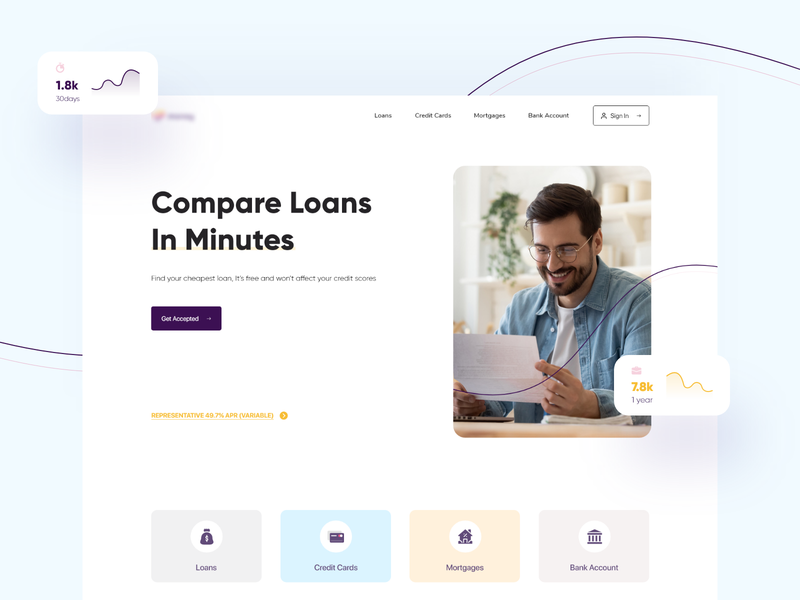 1.8k
30days
Loans
Credit Cards
Mortgages
Bank Account
Sign In
Compare Loans
In Minutes
Find your cheapest loan, It's free and won't affect your credit scores
Get Accepted
7.8k
1 year
REPRESENTATIVE 49.7% APR (VARIABLE)
Loans
Credit Cards
Mortgages
Bank Account